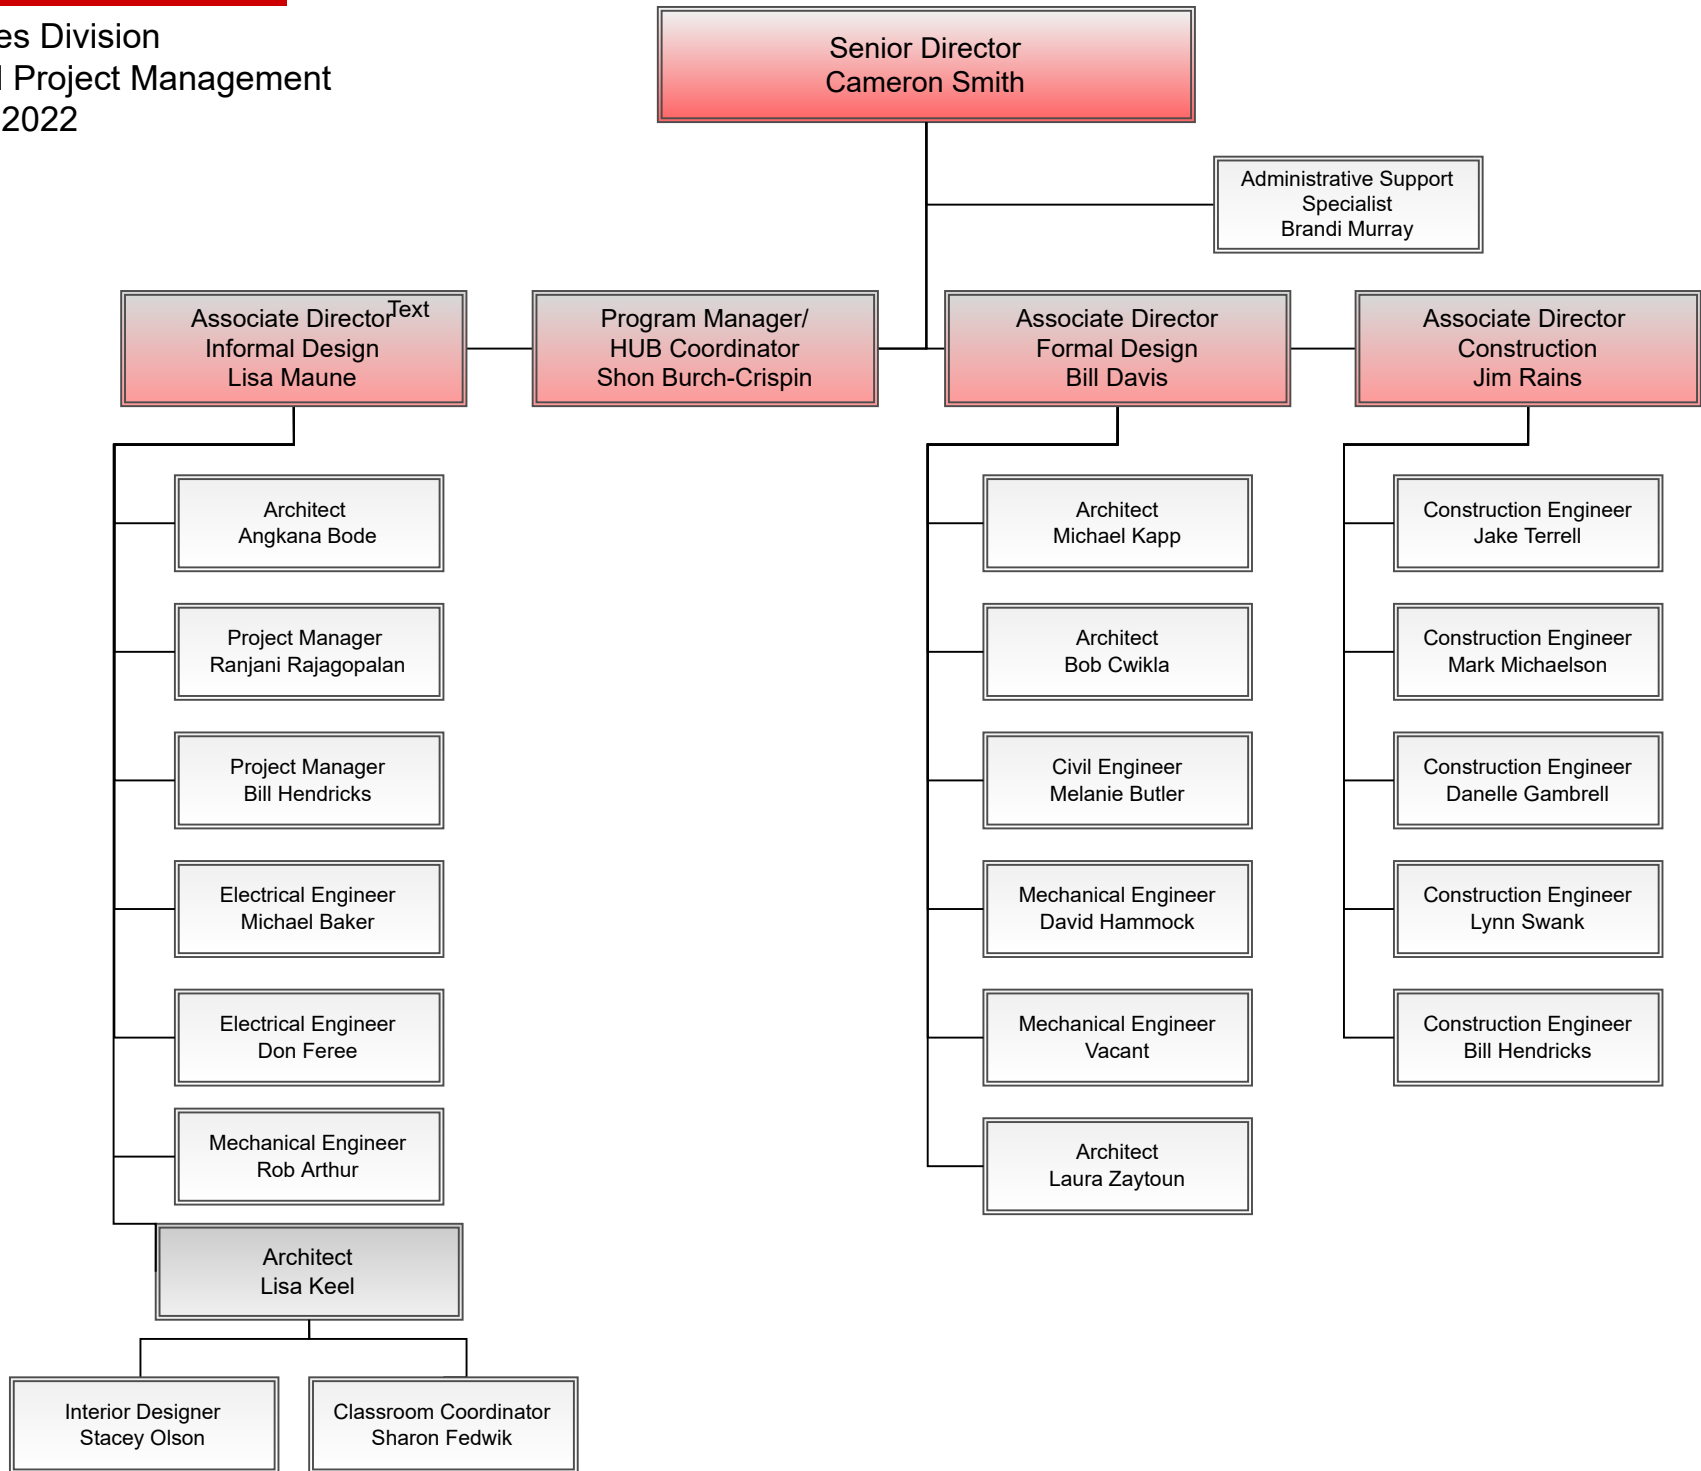 es Division
Project Management
2022
Senior Director
Cameron Smith
Administrative Support
Specialist
Brandi Murray
Associate Director
Text
Informal Design
Lisa Maune
Program Manager/
HUB Coordinator
Shon Burch-Crispin
Associate Director
Formal Design
Bill Davis
Associate Director
Construction
Jim Rains
Architect
Angkana Bode
Project Manager
Ranjani Rajagopalan
Project Manager
Bill Hendricks
Electrical Engineer
Michael Baker
Electrical Engineer
Don Feree
Mechanical Engineer
Rob Arthur
Architect
Lisa Keel
Interior Designer
Stacey Olson
Classroom Coordinator
Sharon Fedwik
Architect
Michael Kapp
Architect
Bob Cwikla
Civil Engineer
Melanie Butler
Mechanical Engineer
David Hammock
Mechanical Engineer
Vacant
Architect
Laura Zaytoun
Construction Engineer
Jake Terrell
Construction Engineer
Mark Michaelson
Construction Engineer
Danelle Gambrell
Construction Engineer
Lynn Swank
Construction Engineer
Bill Hendricks